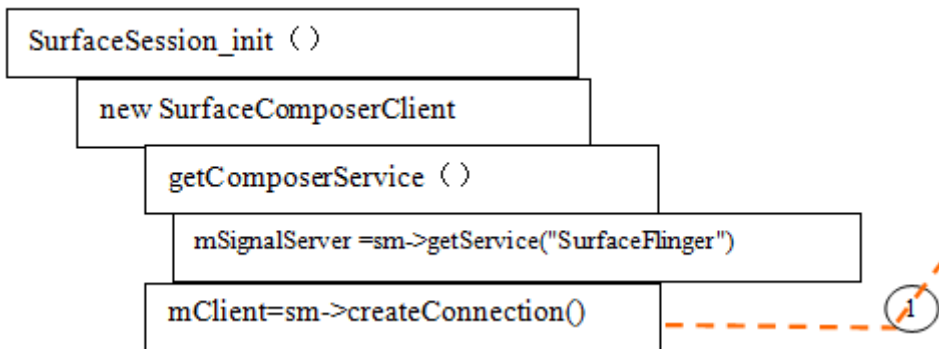 SurfaceSession_init（）
new SurfaceComposerClient
getComposerService（）
mSignalServer =sm->getService("SurfaceFlinger")
mClient=sm->createConnection()
1